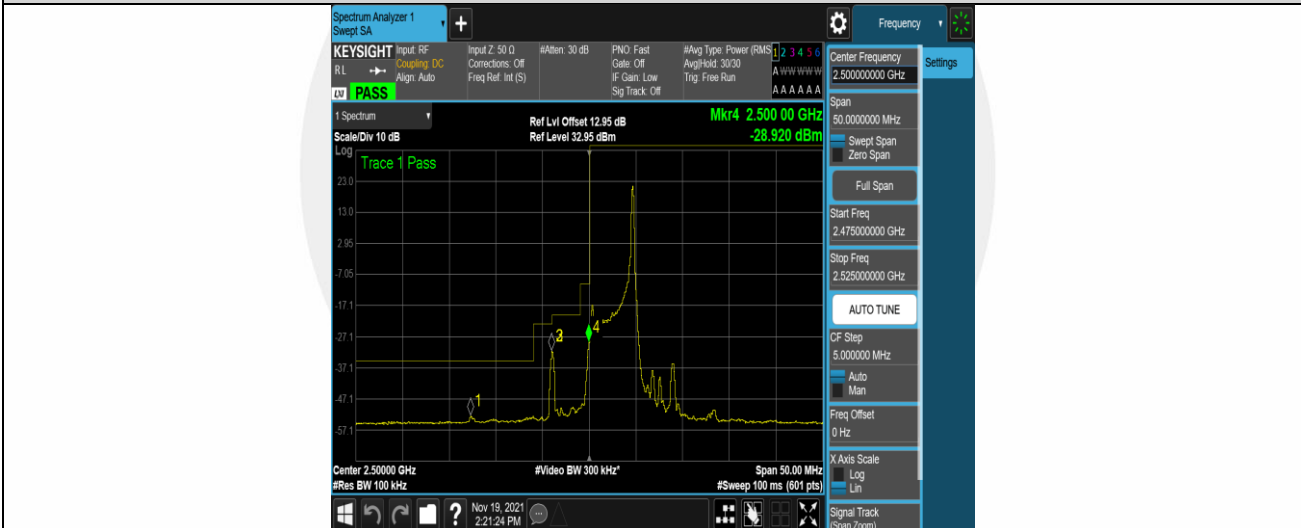 Spectrum Analyzer 1
Swept SA
+
Frequency
KEYSIGHT
RL
LXI PASS
Input: RF
Coupling: DC
Align: Auto
Input Z: 50 Ω
Corrections: Off
Freq Ref: Int (S)
#Atten: 30 dB
PNO: Fast
Gate: Off
IF Gain: Low
Sig Track: Off
#Avg Type: Power (RMS
Avg|Hold: 30/30
Trig: Free Run
1 2 3 4 5 6
A W W W W W
A A A A A A
1 Spectrum
Scale/Div 10 dB
Log
Ref Lvl Offset 12.95 dB
Ref Level 32.95 dBm
Mkr4 2.500 00 GHz
-28.920 dBm
Trace 1 Pass
23.0
13.0
2.95
-7.05
-17.1
-27.1
-37.1
-47.1
-57.1
1
4
Center 2.50000 GHz
#Res BW 100 kHz
#Video BW 300 kHz*
Span 50.00 MHz
#Sweep 100 ms (601 pts)
?
Nov 19, 2021
2:21:24 PM
Center Frequency
2.500000000 GHz
Settings
Span
50.0000000 MHz
Swept Span
Zero Span
Full Span
Start Freq
2.475000000 GHz
Stop Freq
2.525000000 GHz
AUTO TUNE
CF Step
5.000000 MHz
Auto
Man
Freq Offset
0 Hz
X Axis Scale
Log
Lin
Signal Track
(Span Zoom)